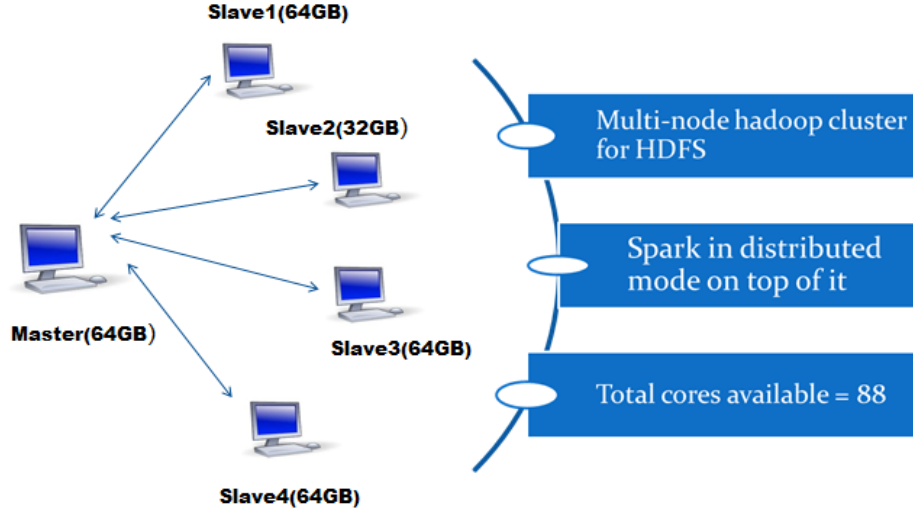 Slave1(64GB)
Slave2(32GB)
Master(64GB)
Slave3(64GB)
Slave4(64GB)
Multi-node hadoop cluster
for HDFS
Spark in distributed
mode on top of it
Total cores available = 88